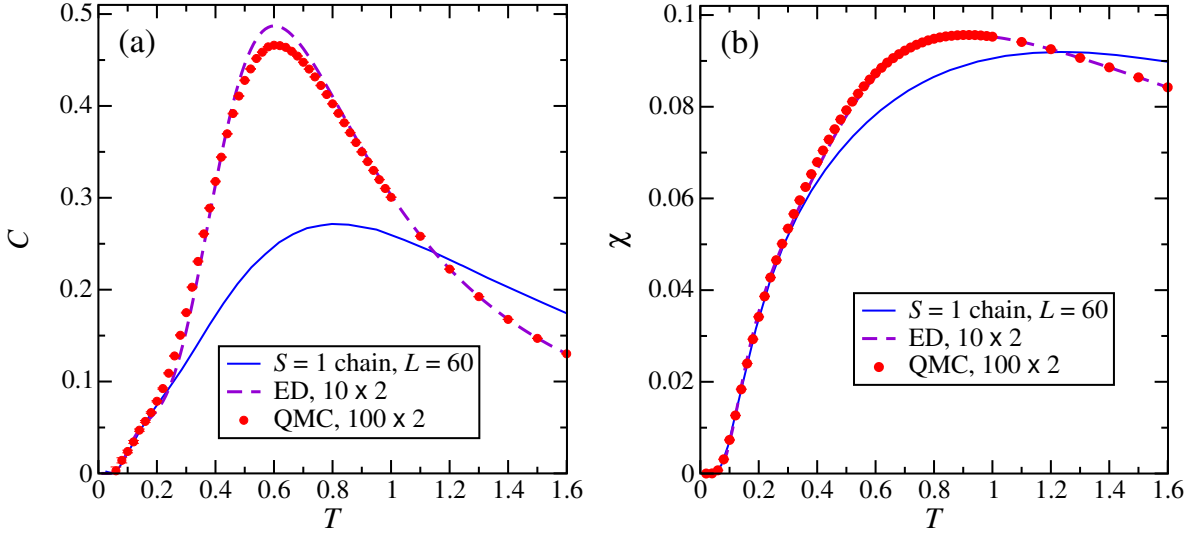 (a)
C
0.5
0.4
0.3
0.2
0.1
0
S = 1 chain, L = 60
ED, 10 x 2
QMC, 100 x 2
0 0.2 0.4 0.6 0.8 1 1.2 1.4 1.6
T
(b)
χ
0.1
0.08
0.06
0.04
0.02
0
S = 1 chain, L = 60
ED, 10 x 2
QMC, 100 x 2
0 0.2 0.4 0.6 0.8 1 1.2 1.4 1.6
T